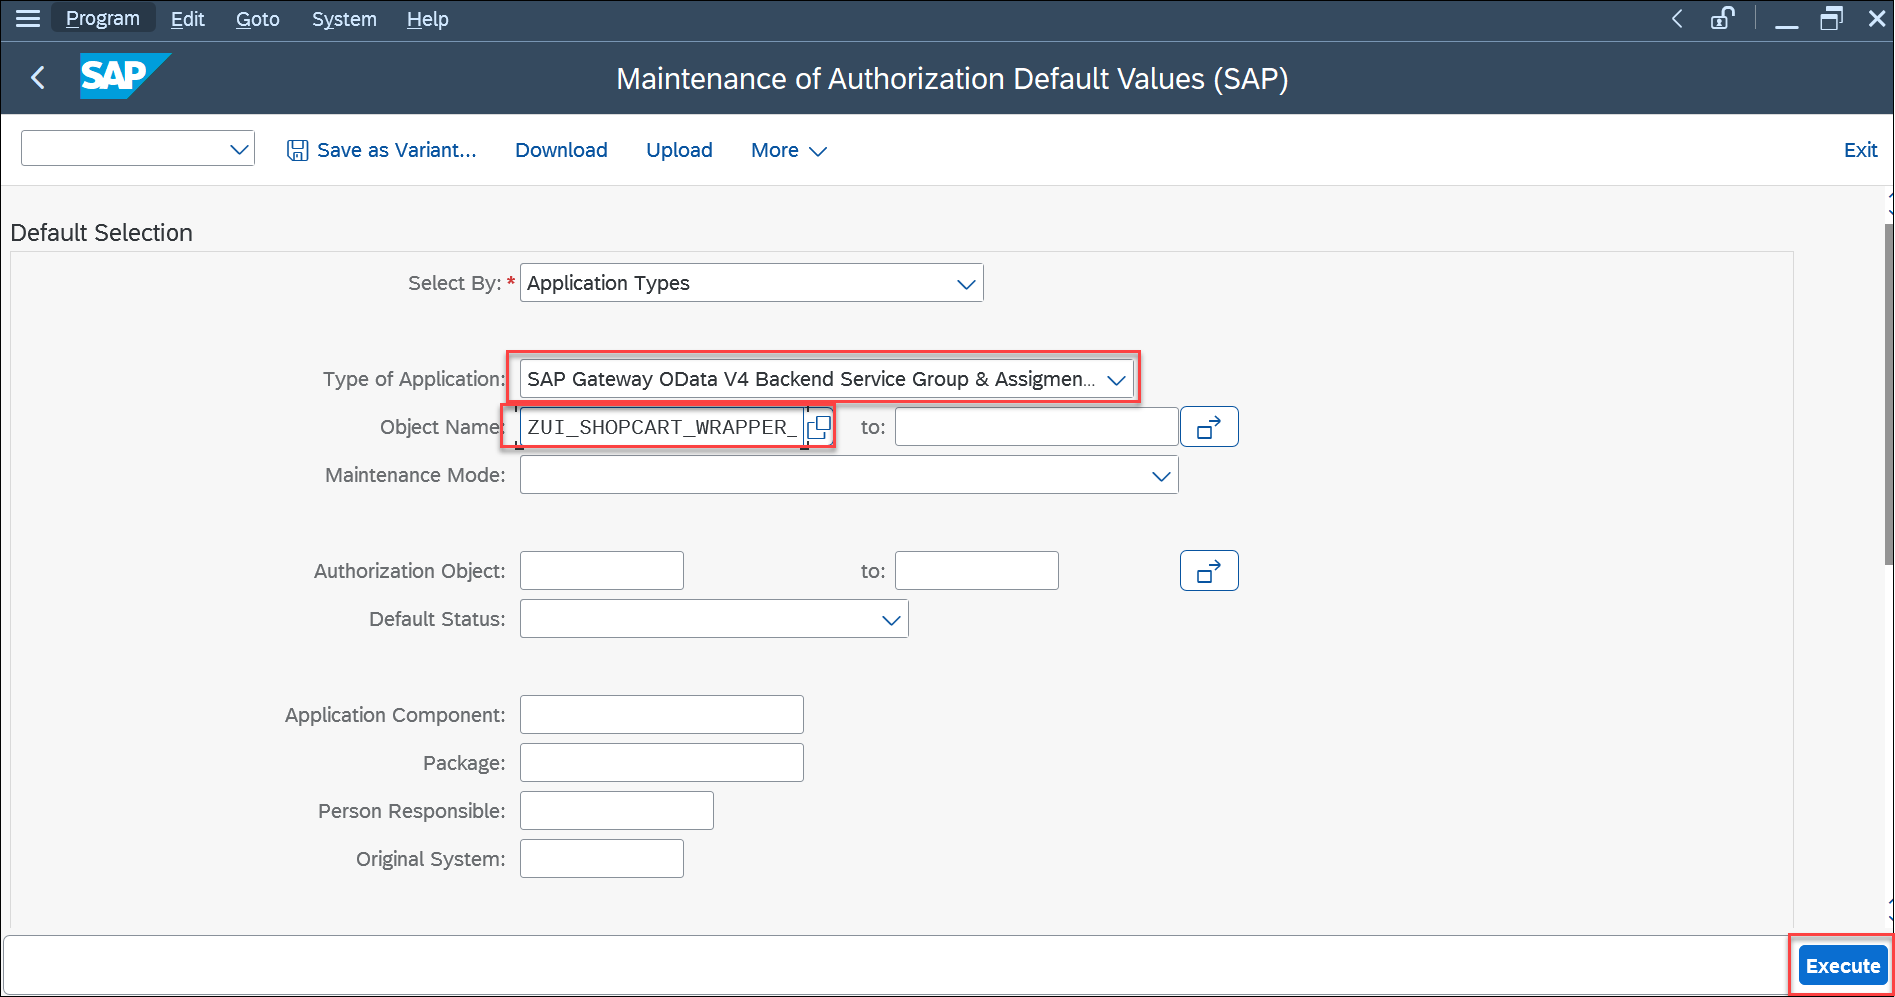 Program Edit Goto System Help
SAP
Maintenance of Authorization Default Values (SAP)
Save as Variant... Download Upload More Exit
Default Selection
Select By: * Application Types
Type of Application: SAP Gateway OData V4 Backend Service Group & Assigmen...
Object Name: ZUI_SHOPCART_WRAPPER_ to:
Maintenance Mode:
Authorization Object: to:
Default Status:
Application Component:
Package:
Person Responsible:
Original System:
Execute